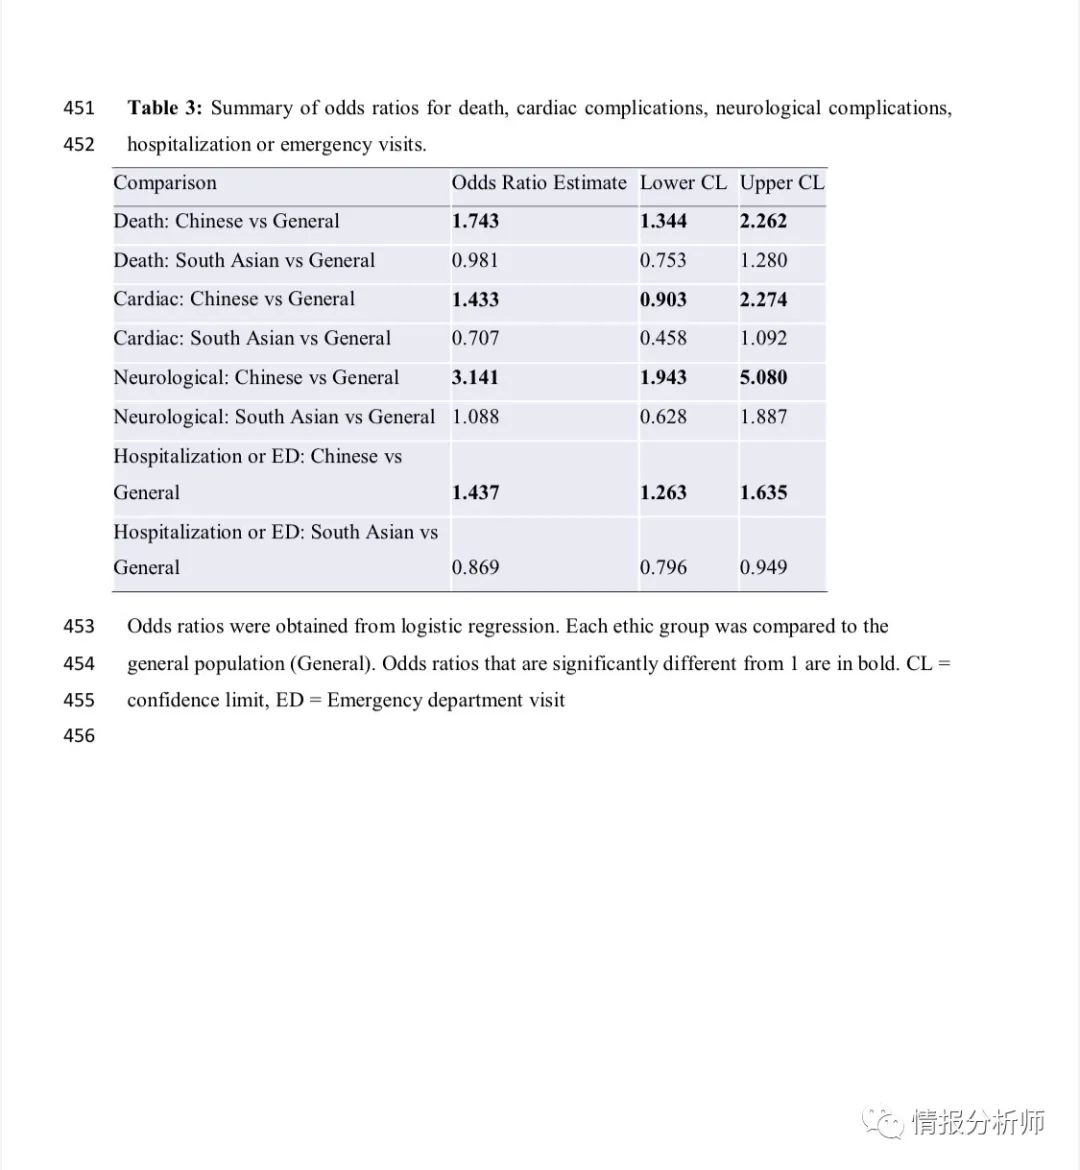 451 Table 3: Summary of odds ratios for death, cardiac complications, neurological complications,
452 hospitalization or emergency visits.
Comparison Odds Ratio Estimate Lower CL Upper CL
Death: Chinese vs General 1.743 1.344 2.262
Death: South Asian vs General 0.981 0.753 1.280
Cardiac: Chinese vs General 1.433 0.903 2.274
Cardiac: South Asian vs General 0.707 0.458 1.092
Neurological: Chinese vs General 3.141 1.943 5.080
Neurological: South Asian vs General 1.088 0.628 1.887
Hospitalization or ED: Chinese vs
General 1.437 1.263 1.635
Hospitalization or ED: South Asian vs
General 0.869 0.796 0.949
453 Odds ratios were obtained from logistic regression. Each ethic group was compared to the
454 general population (General). Odds ratios that are significantly different from 1 are in bold. CL =
455 confidence limit, ED = Emergency department visit
456
情报分析师